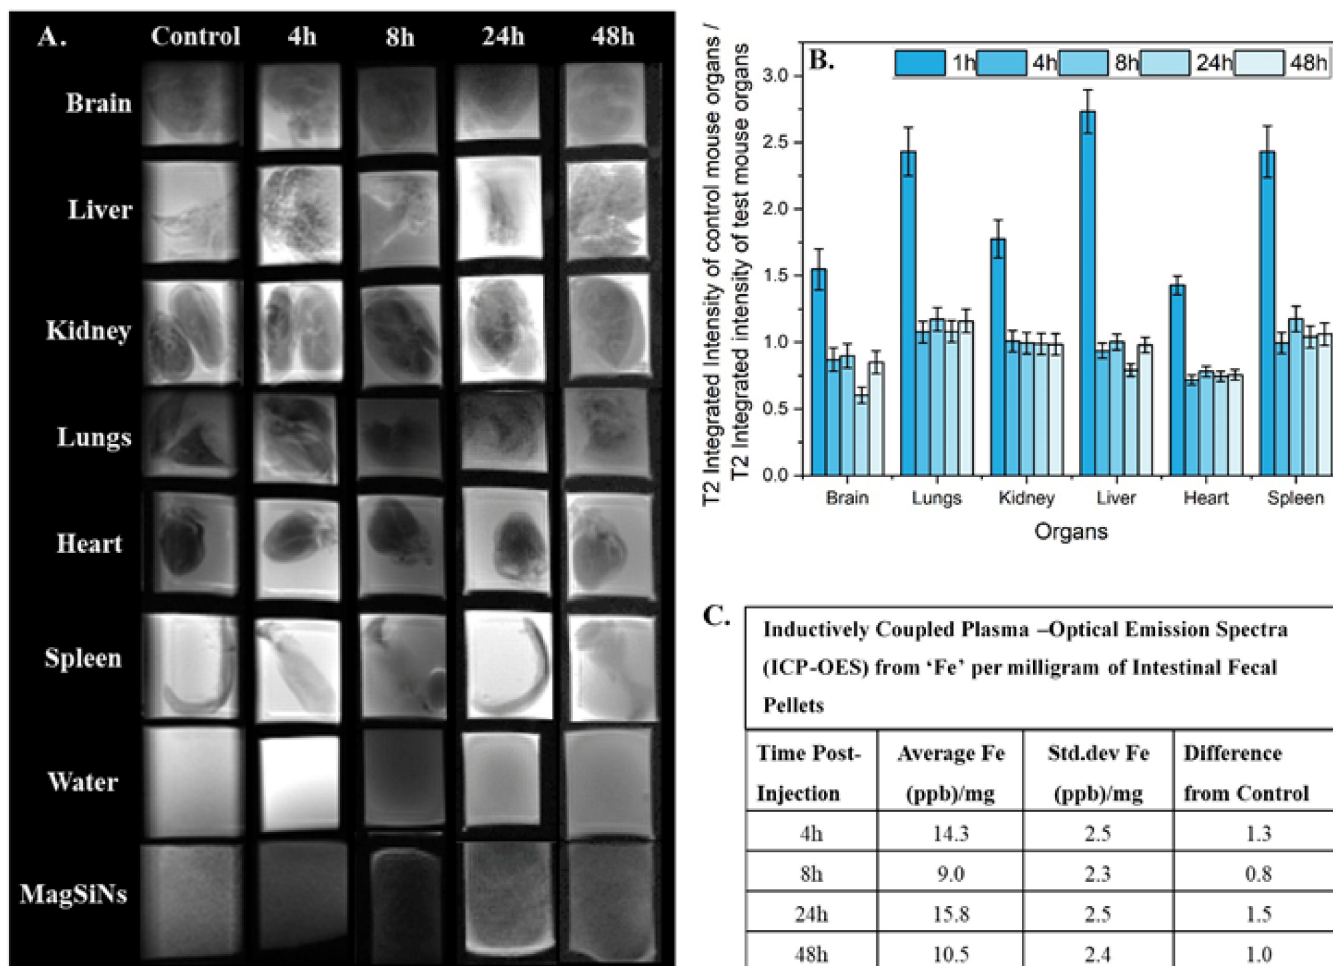 A. Control 4h 8h 24h 48h
Brain
Liver
Kidney
Lungs
Heart
Spleen
Water
MagSiNs
T2 Integrated Intensity of control mouse organs /
T2 Integrated intensity of test mouse organs
B. 1h 4h 8h 24h 48h
3.0
2.5
2.0
1.5
1.0
0.5
0.0
Brain Lungs Kidney Liver Heart Spleen
Organs
C.
Inductively Coupled Plasma –Optical Emission Spectra
(ICP-OES) from ‘Fe’ per milligram of Intestinal Fecal
Pellets
Time Post- Average Fe Std.dev Fe Difference
Injection (ppb)/mg (ppb)/mg from Control
4h 14.3 2.5 1.3
8h 9.0 2.3 0.8
24h 15.8 2.5 1.5
48h 10.5 2.4 1.0